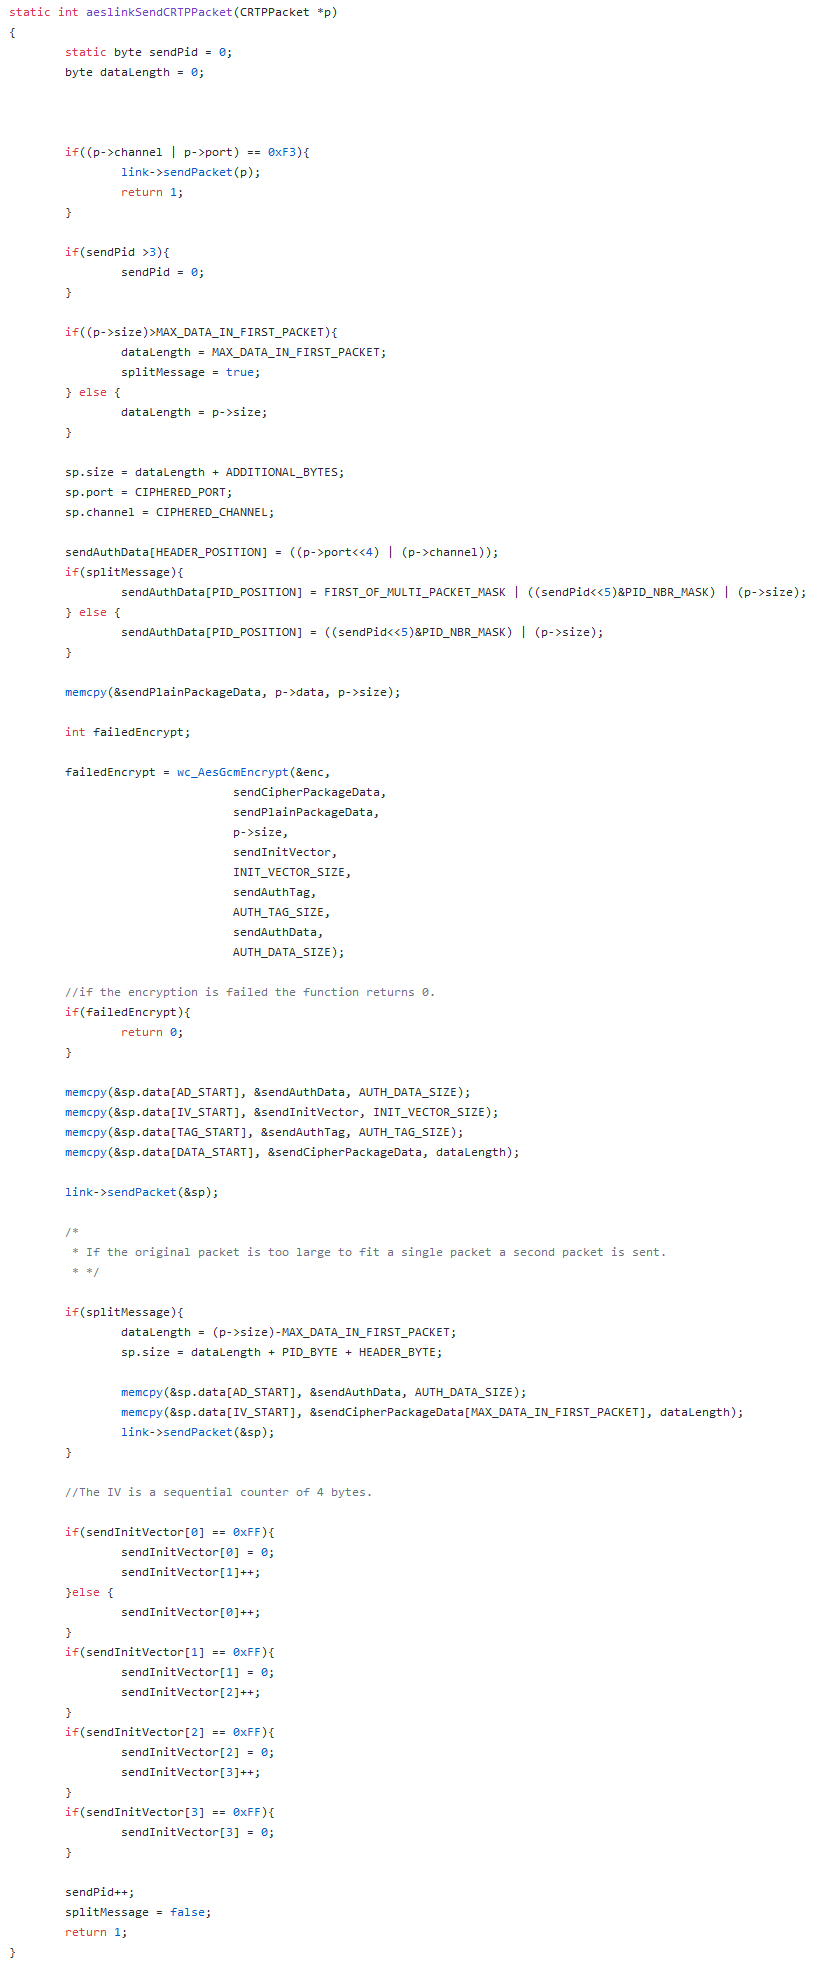 static int aeslinkSendCRTPPacket(CRTPPacket *p)
{
static byte sendPid = 0;
byte dataLength = 0;
if((p->channel | p->port) == 0xF3){
link->sendPacket(p);
return 1;
}
if(sendPid >3){
sendPid = 0;
}
if((p->size)>MAX_DATA_IN_FIRST_PACKET){
dataLength = MAX_DATA_IN_FIRST_PACKET;
splitMessage = true;
} else {
dataLength = p->size;
}
sp.size = dataLength + ADDITIONAL_BYTES;
sp.port = CIPHERED_PORT;
sp.channel = CIPHERED_CHANNEL;
sendAuthData[HEADER_POSITION] = ((p->port<<4) | (p->channel));
if(splitMessage){
sendAuthData[PID_POSITION] = FIRST_OF_MULTI_PACKET_MASK | ((sendPid<<5)&PID_NBR_MASK) | (p->size);
} else {
sendAuthData[PID_POSITION] = ((sendPid<<5)&PID_NBR_MASK) | (p->size);
}
memcpy(&sendPlainPackageData, p->data, p->size);
int failedEncrypt;
failedEncrypt = wc_AesGcmEncrypt(&enc,
sendCipherPackageData,
sendPlainPackageData,
p->size,
sendInitVector,
INIT_VECTOR_SIZE,
sendAuthTag,
AUTH_TAG_SIZE,
sendAuthData,
AUTH_DATA_SIZE);
//if the encryption is failed the function returns 0.
if(failedEncrypt){
return 0;
}
memcpy(&sp.data[AD_START], &sendAuthData, AUTH_DATA_SIZE);
memcpy(&sp.data[IV_START], &sendInitVector, INIT_VECTOR_SIZE);
memcpy(&sp.data[TAG_START], &sendAuthTag, AUTH_TAG_SIZE);
memcpy(&sp.data[DATA_START], &sendCipherPackageData, dataLength);
link->sendPacket(&sp);
/*
* If the original packet is too large to fit a single packet a second packet is sent.
* */
if(splitMessage){
dataLength = (p->size)-MAX_DATA_IN_FIRST_PACKET;
sp.size = dataLength + PID_BYTE + HEADER_BYTE;
memcpy(&sp.data[AD_START], &sendAuthData, AUTH_DATA_SIZE);
memcpy(&sp.data[IV_START], &sendCipherPackageData[MAX_DATA_IN_FIRST_PACKET], dataLength);
link->sendPacket(&sp);
}
//The IV is a sequential counter of 4 bytes.
if(sendInitVector[0] == 0xFF){
sendInitVector[0] = 0;
sendInitVector[1]++;
}else {
sendInitVector[0]++;
}
if(sendInitVector[1] == 0xFF){
sendInitVector[1] = 0;
sendInitVector[2]++;
}
if(sendInitVector[2] == 0xFF){
sendInitVector[2] = 0;
sendInitVector[3]++;
}
if(sendInitVector[3] == 0xFF){
sendInitVector[3] = 0;
}
sendPid++;
splitMessage = false;
return 1;
}